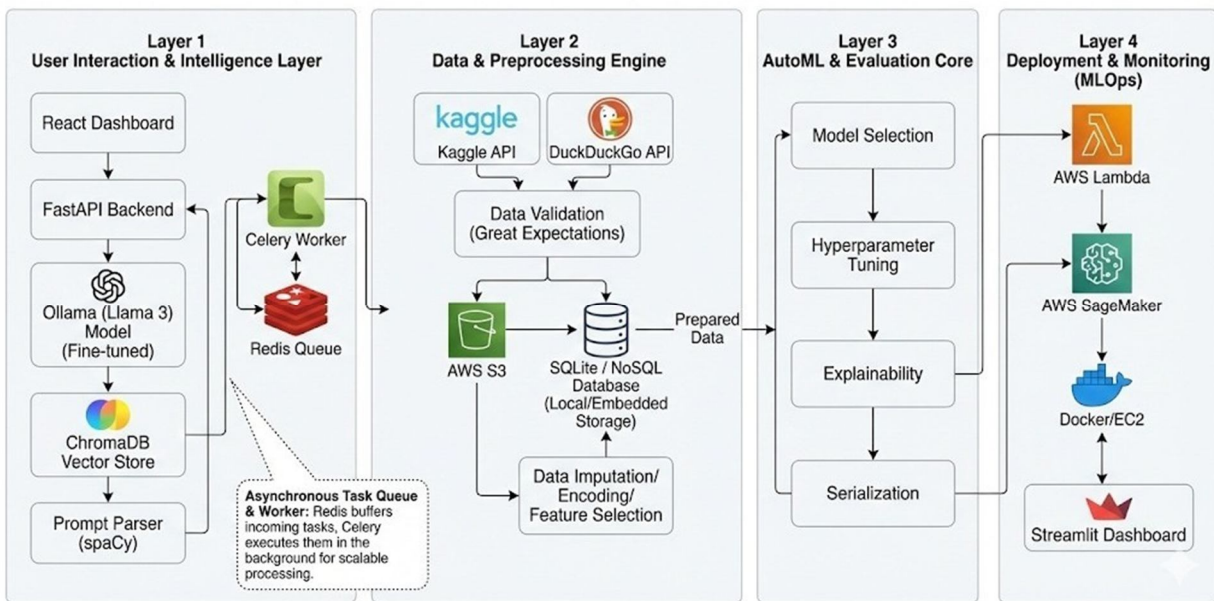 Layer 1
User Interaction & Intelligence Layer
React Dashboard
FastAPI Backend
Ollama (Llama 3)
Model
(Fine-tuned)
ChromaDB
Vector Store
Prompt Parser
(spaCy)
Celery Worker
Redis Queue
Asynchronous Task Queue
& Worker: Redis buffers
incoming tasks, Celery
executes them in the
background for scalable
processing.
Layer 2
Data & Preprocessing Engine
kaggle
Kaggle API
DuckDuckGo API
Data Validation
(Great Expectations)
AWS S3
SQLite / NoSQL
Database
(Local/Embedded
Storage)
Data Imputation/
Encoding/
Feature Selection
Prepared
Data
Layer 3
AutoML & Evaluation Core
Model Selection
Hyperparameter
Tuning
Explainability
Serialization
Layer 4
Deployment & Monitoring
(MLOps)
AWS Lambda
AWS SageMaker
Docker/EC2
Streamlit Dashboard